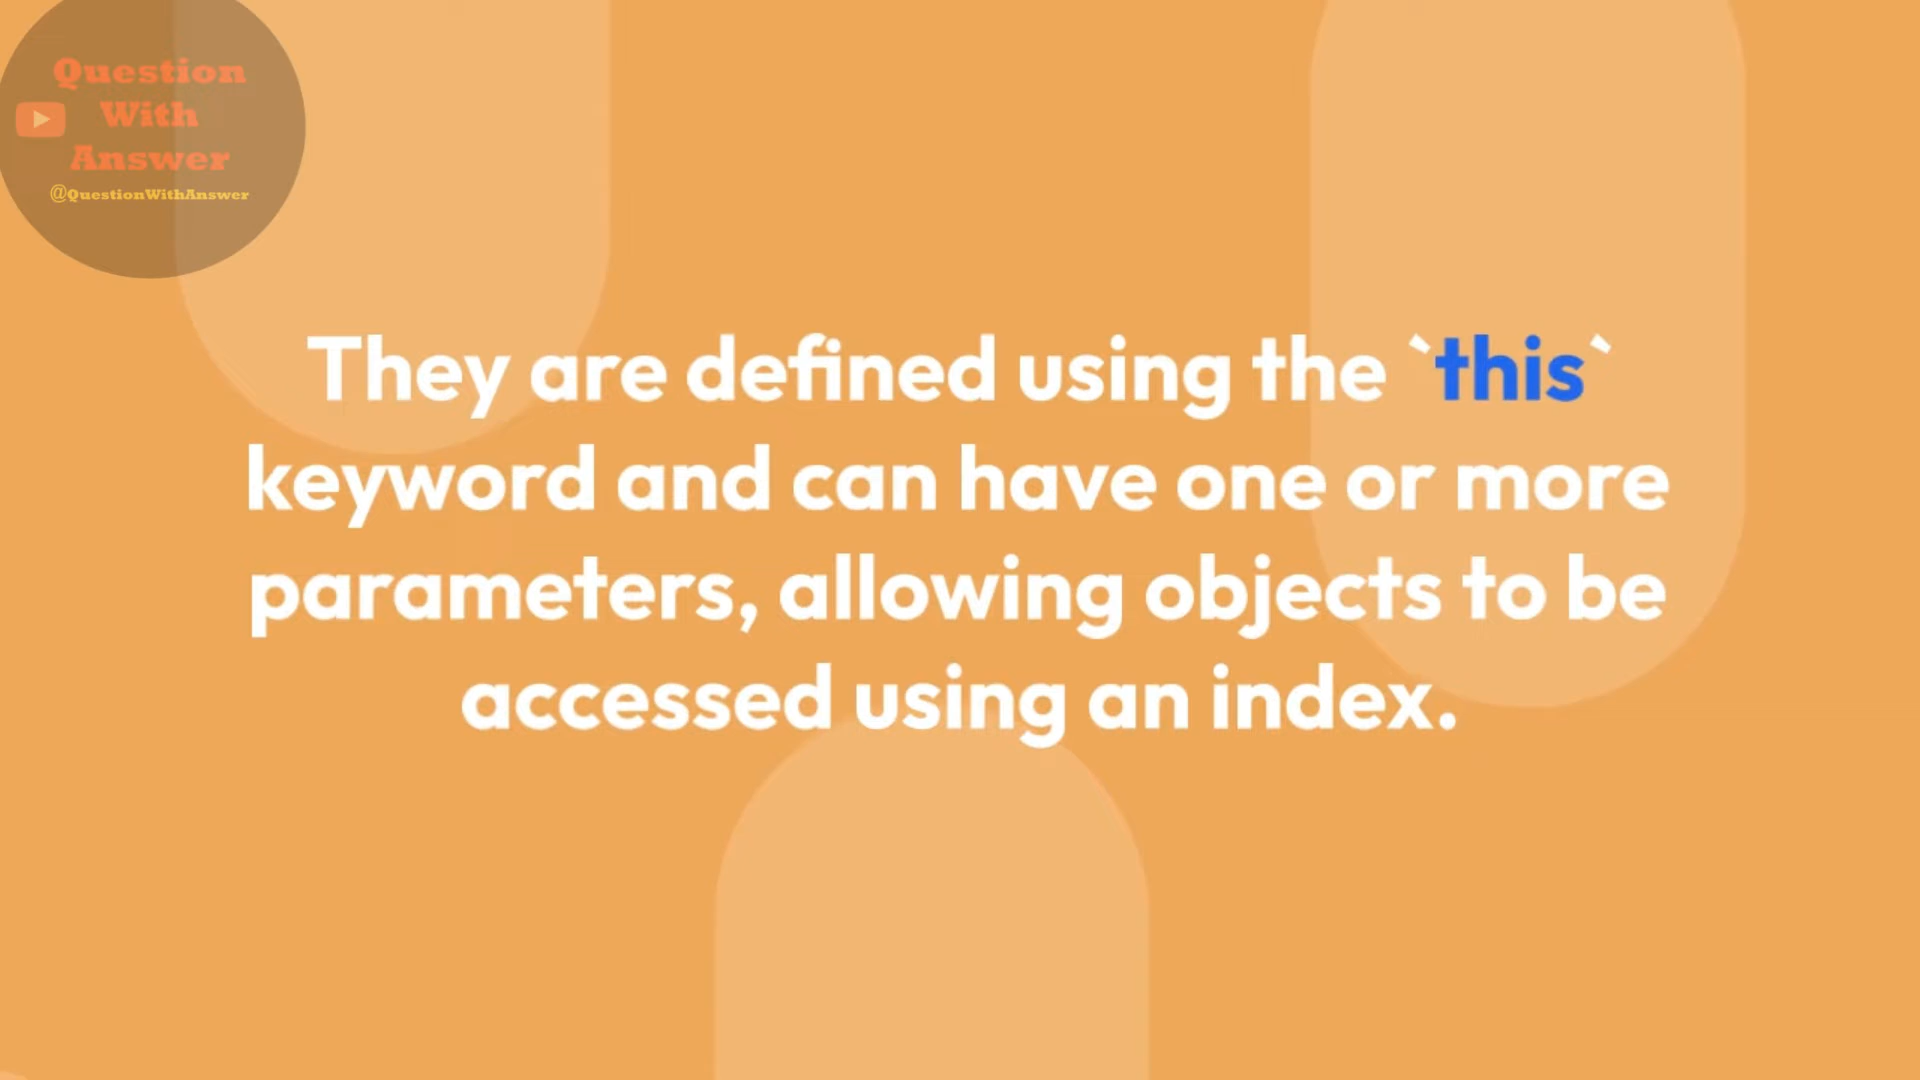 Question
With
Answer
@QuestionWithAnswer
They are defined using the `this`
keyword and can have one or more
parameters, allowing objects to be
accessed using an index.